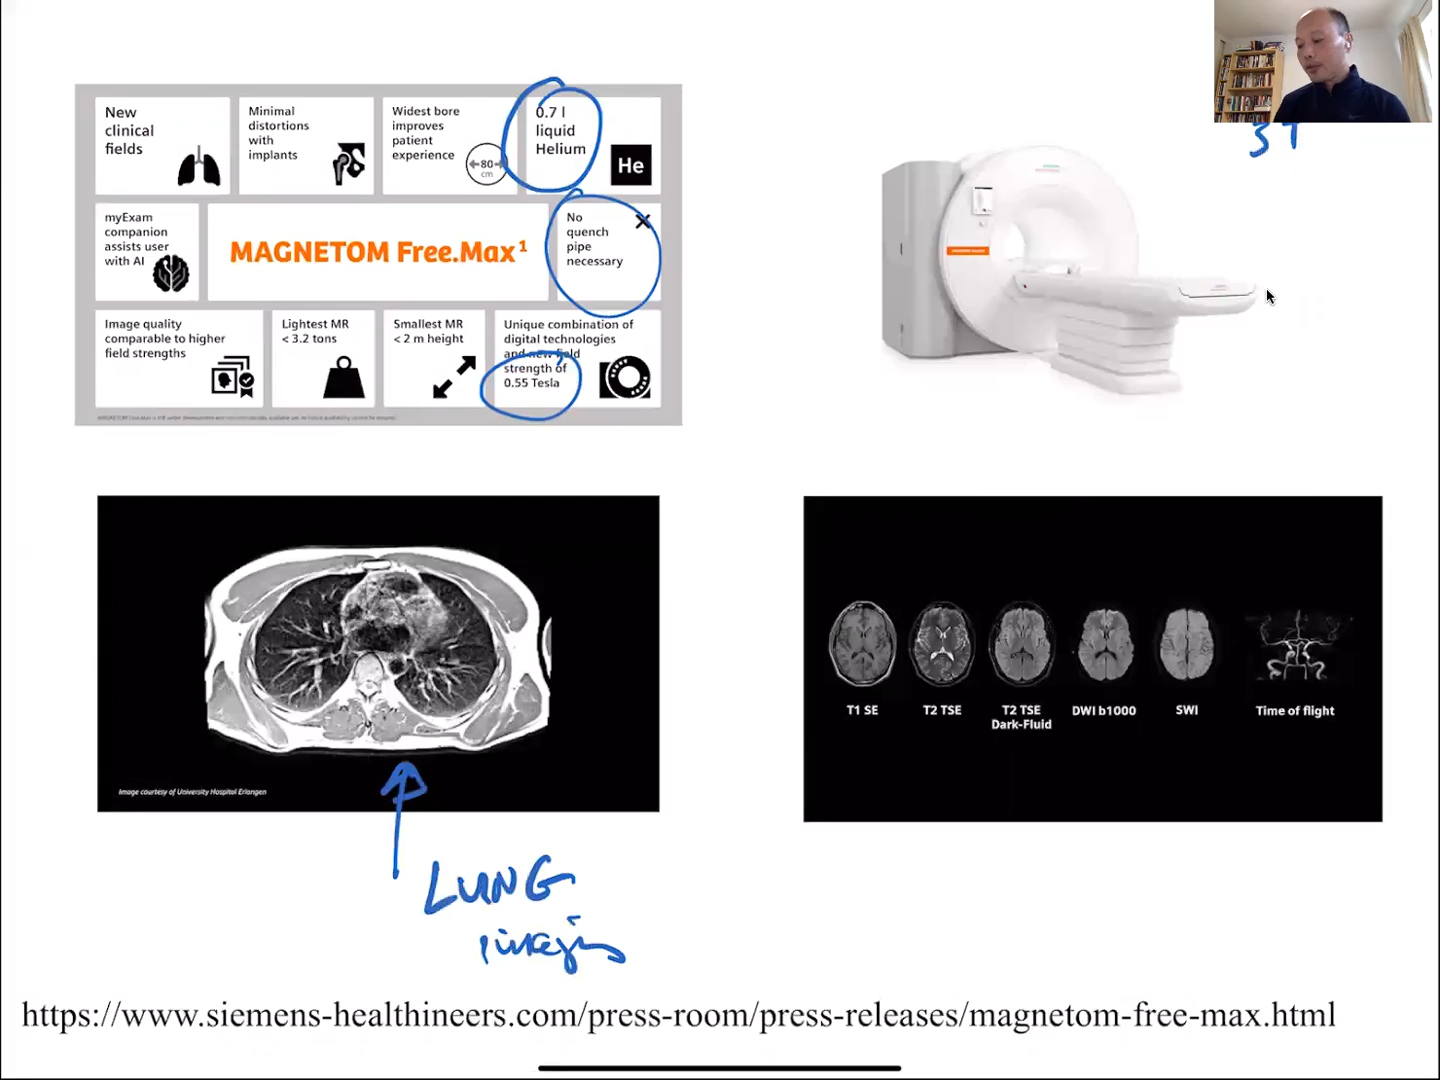 New
clinical
fields
Minimal
distortions
with
implants
Widest bore
improves
patient
experience
80
cm
0.7 l
liquid
Helium
He
myExam
companion
assists user
with AI
MAGNETOM Free.Max¹
No
quench
pipe
necessary
Image quality
comparable to higher
field strengths
Lightest MR
< 3.2 tons
Smallest MR
< 2 m height
Unique combination of
digital technologies
and new field
strength of
0.55 Tesla
Image courtesy of University Hospital Erlangen
LUNG
imaging
T1 SE
T2 TSE
T2 TSE
Dark-Fluid
DWI b1000
SWI
Time of flight
https://www.siemens-healthineers.com/press-room/press-releases/magnetom-free-max.html